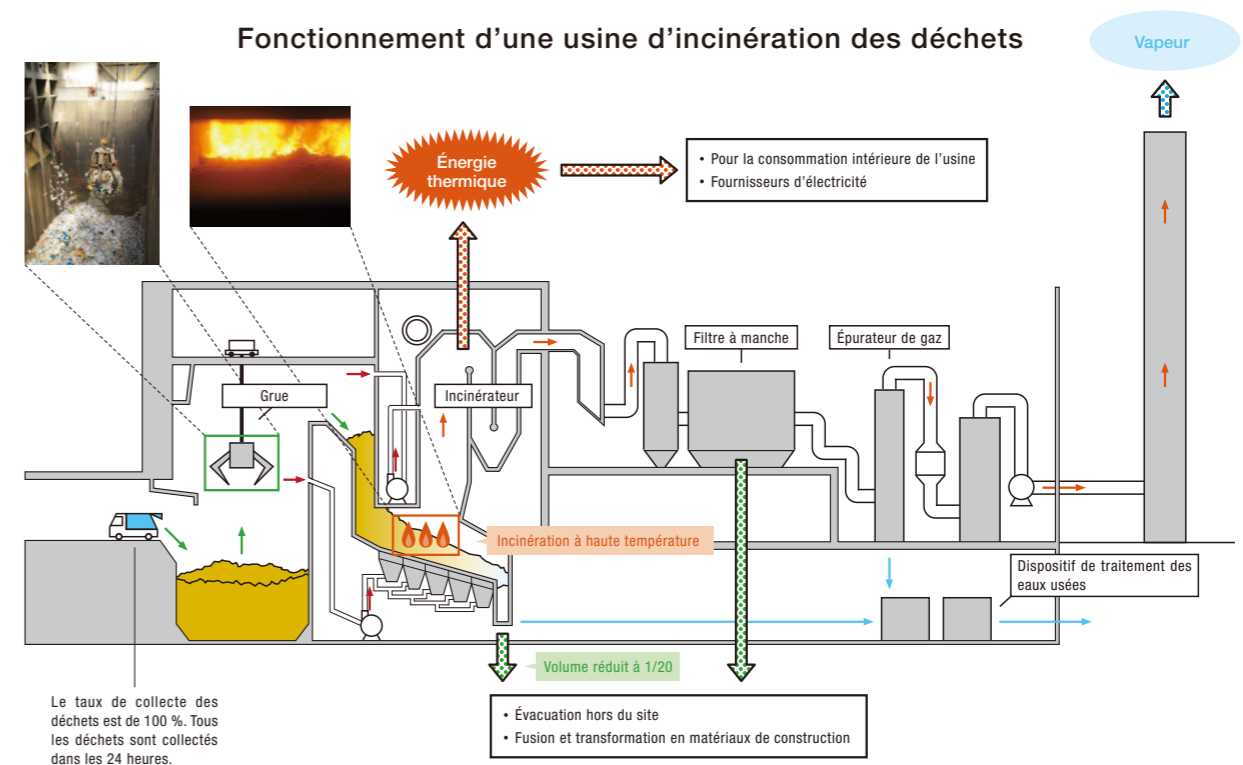 Fonctionnement d’une usine d’incinération des déchets
Vapeur
Énergie
thermique
• Pour la consommation intérieure de l’usine
• Fournisseurs d’électricité
Filtre à manche
Épurateur de gaz
Grue
Incinérateur
Incinération à haute température
Dispositif de traitement des
eaux usées
Volume réduit à 1/20
• Évacuation hors du site
• Fusion et transformation en matériaux de construction
Le taux de collecte des
déchets est de 100 %. Tous
les déchets sont collectés
dans les 24 heures.